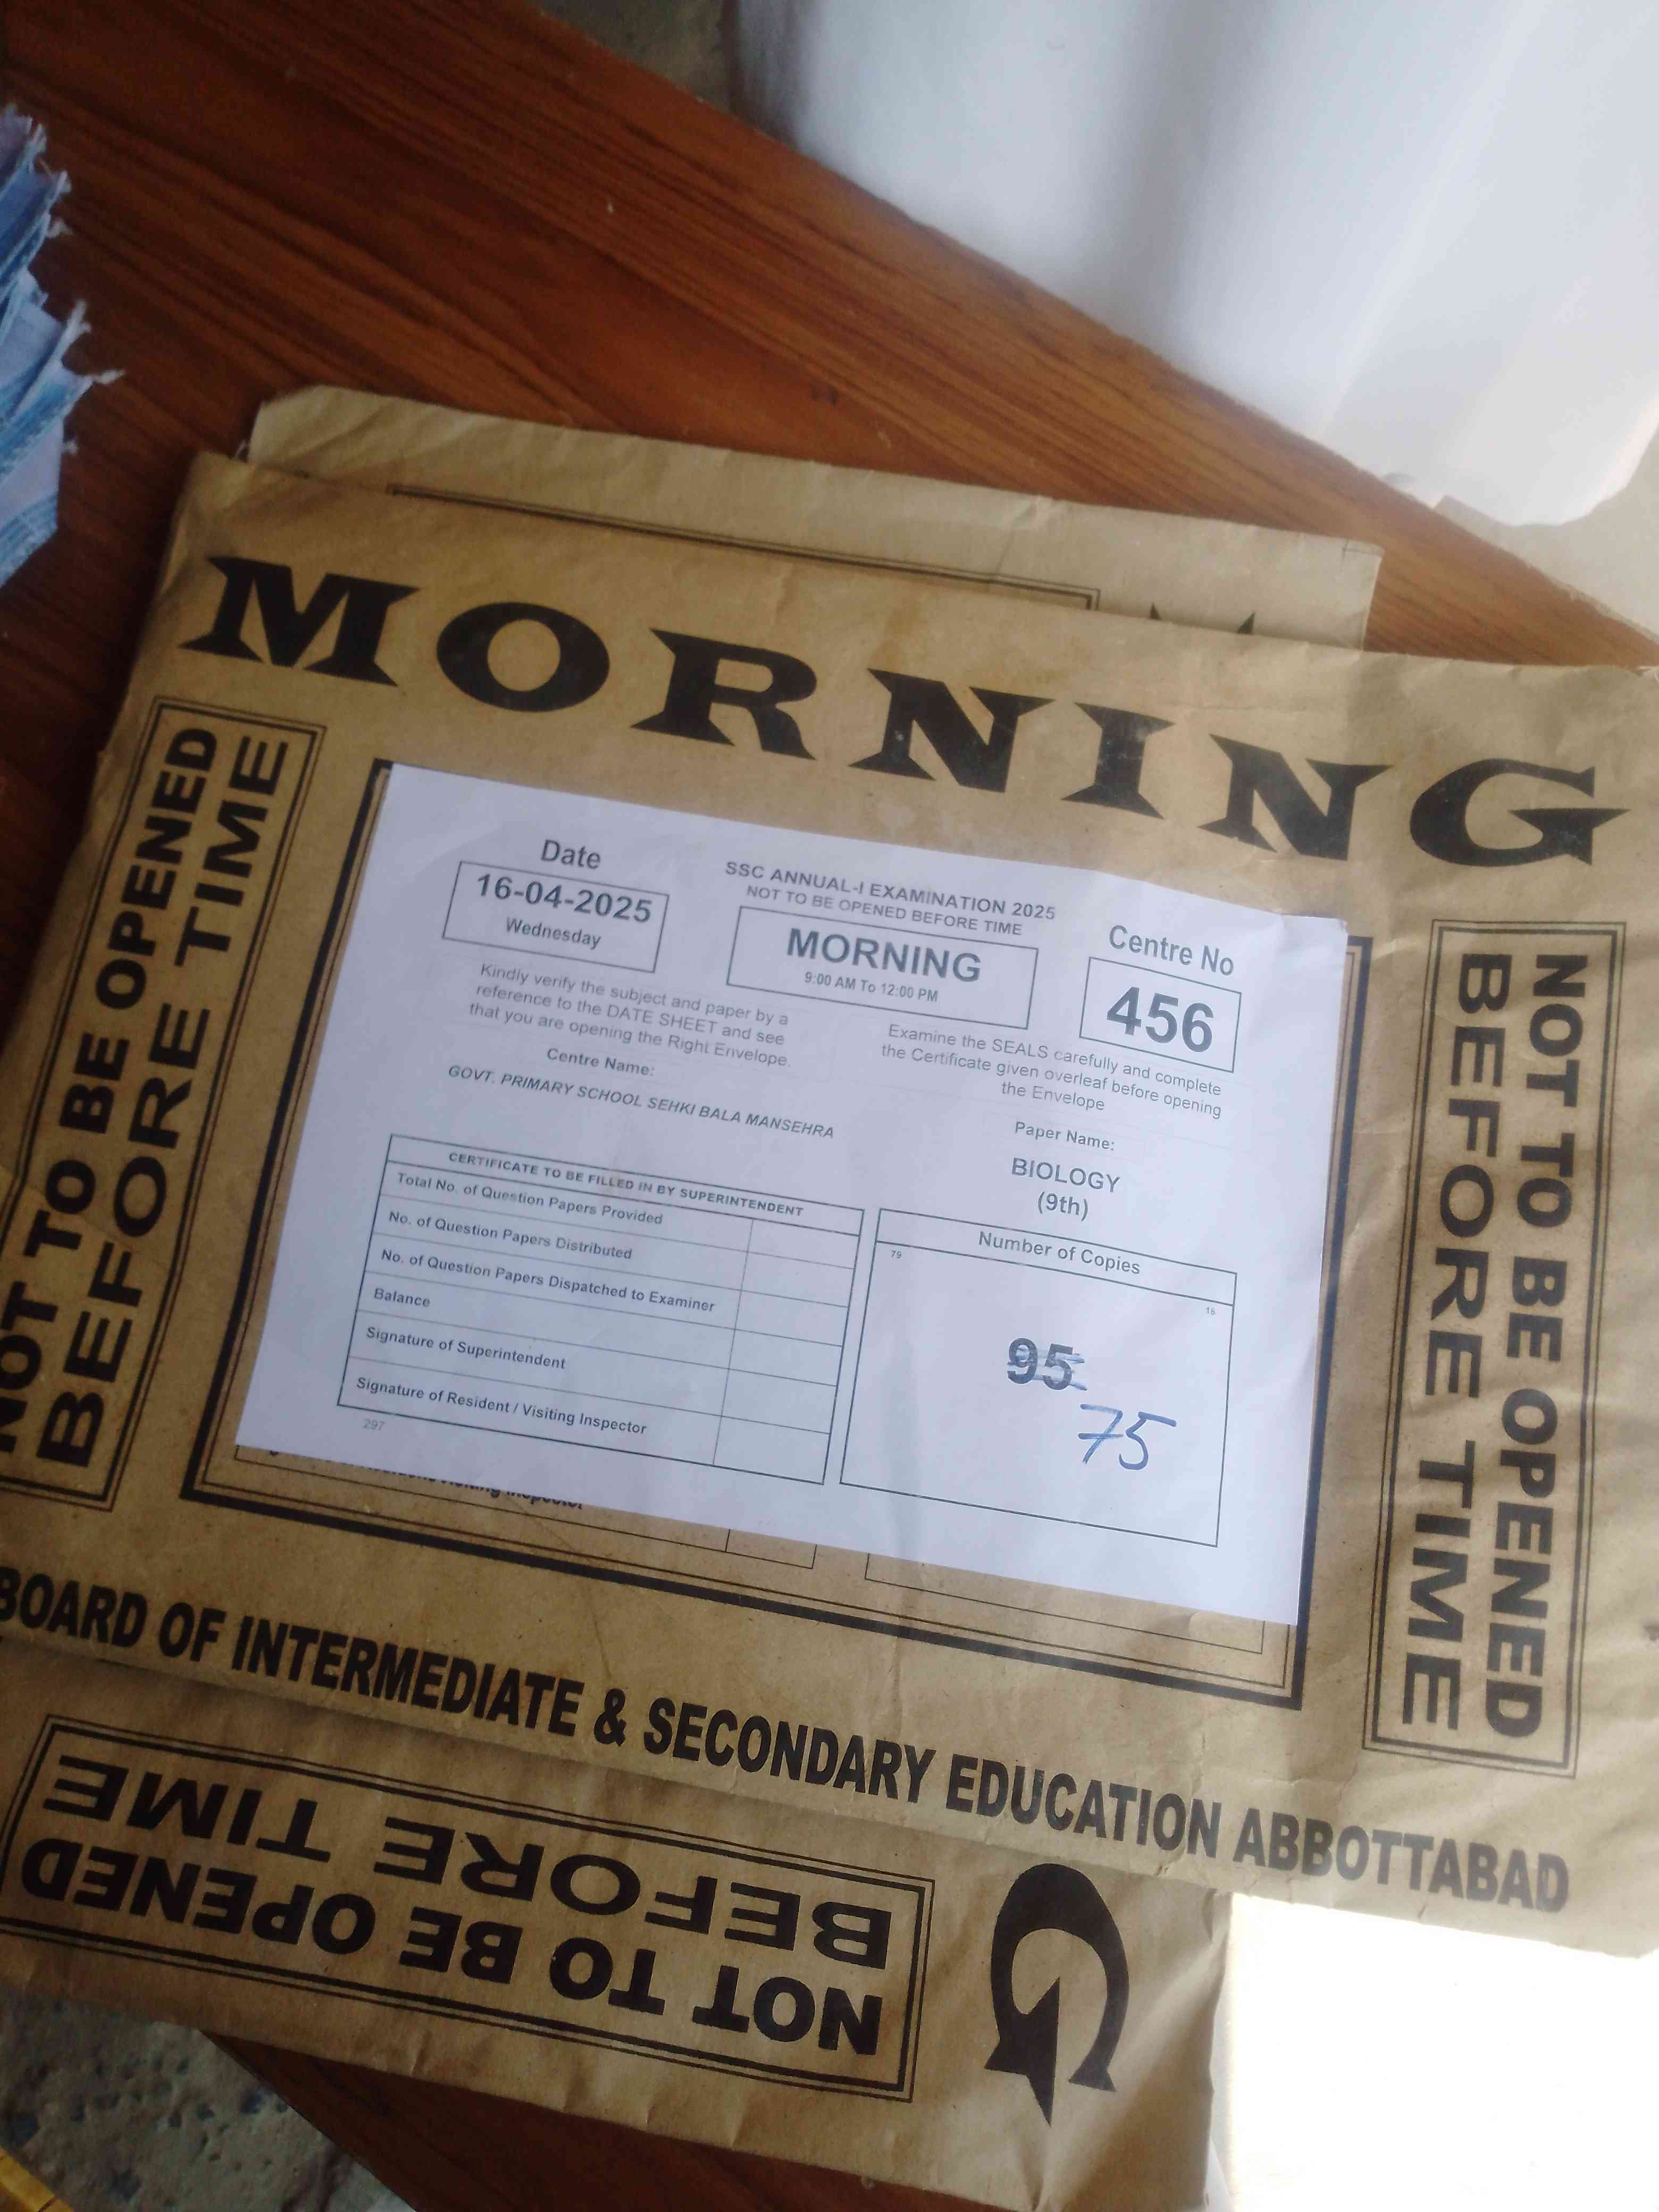 MORNING
NOT TO BE OPENED
BEFORE TIME
Date
16-04-2025
Wednesday
SSC ANNUAL-I EXAMINATION 2025
NOT TO BE OPENED BEFORE TIME
MORNING
9:00 AM To 12:00 PM
Centre No
456
Kindly verify the subject and paper by a
reference to the DATE SHEET and see
that you are opening the Right Envelope.
Examine the SEALS carefully and complete
the Certificate given overleaf before opening
the Envelope
Centre Name:
GOVT. PRIMARY SCHOOL SEHKI BALA MANSEHRA
Paper Name:
BIOLOGY
(9th)
CERTIFICATE TO BE FILLED IN BY SUPERINTENDENT
Total No. of Question Papers Provided
No. of Question Papers Distributed
No. of Question Papers Dispatched to Examiner
Balance
Signature of Superintendent
Signature of Resident / Visiting Inspector
297
Number of Copies
79
16
95
75
NOT TO BE OPENED
BEFORE TIME
BOARD OF INTERMEDIATE & SECONDARY EDUCATION ABBOTTABAD
NOT TO BE OPENED
BEFORE TIME
G